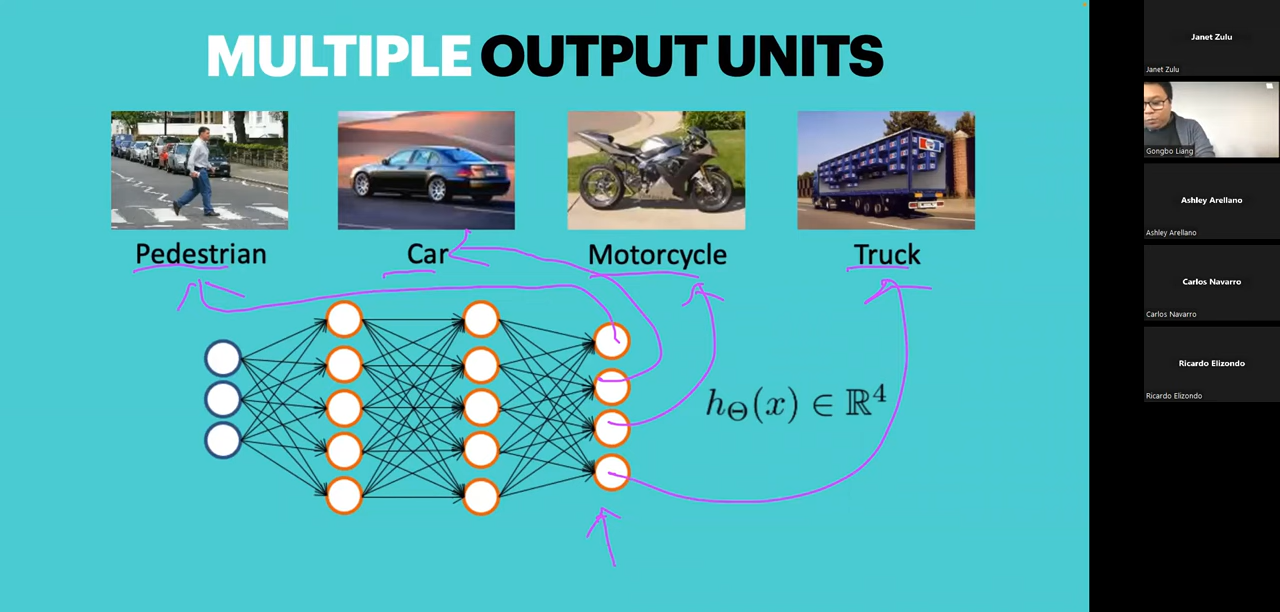 MULTIPLE OUTPUT UNITS
Pedestrian
Car
Motorcycle
Truck
h_Θ(x) ∈ ℝ⁴
Janet Zulu
Janet Zulu
Gongbo Liang
Ashley Arellano
Ashley Arellano
Carlos Navarro
Carlos Navarro
Ricardo Elizondo
Ricardo Elizondo